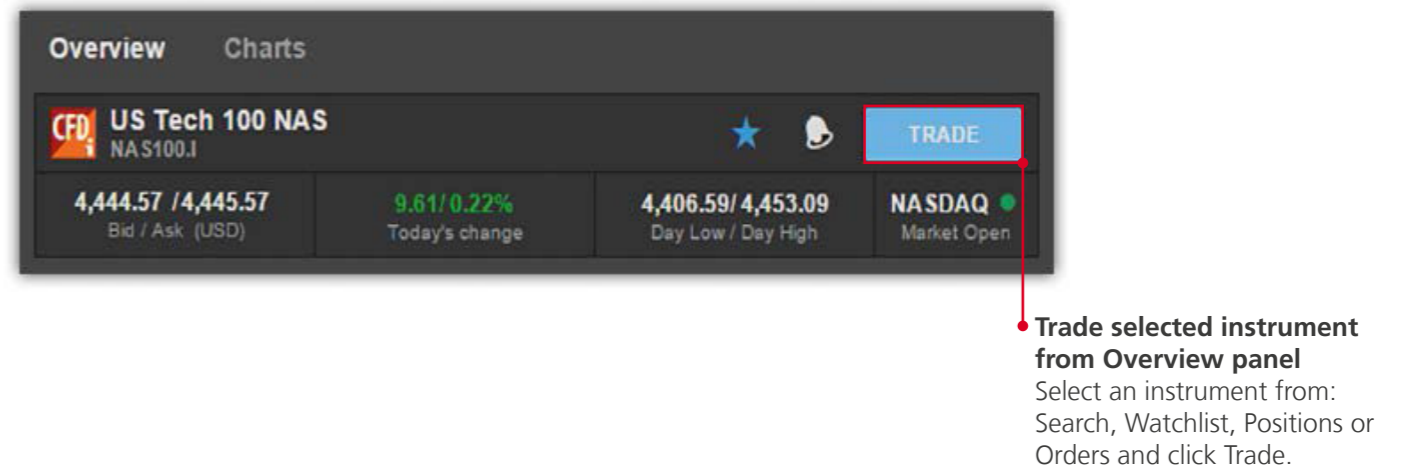 Overview Charts
CFD i
US Tech 100 NAS
NAS100.I
TRADE
4,444.57 /4,445.57
Bid / Ask (USD)
9.61/ 0.22%
Today's change
4,406.59/ 4,453.09
Day Low / Day High
NASDAQ
Market Open
Trade selected instrument
from Overview panel
Select an instrument from:
Search, Watchlist, Positions or
Orders and click Trade.